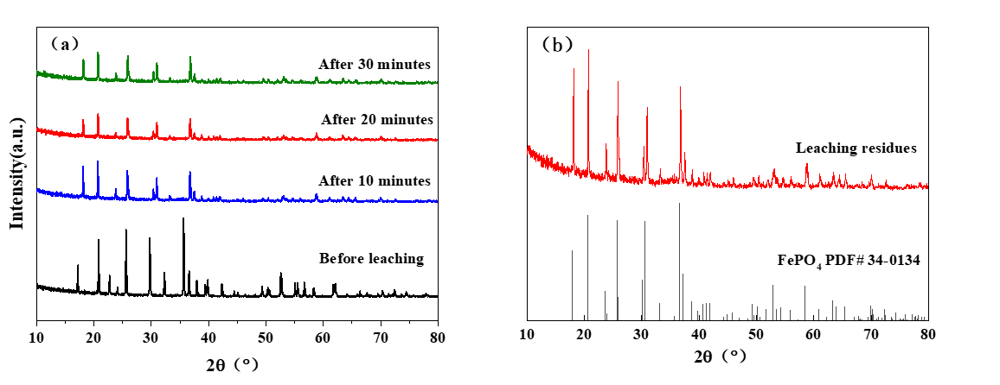 (a)
After 30 minutes
After 20 minutes
After 10 minutes
Before leaching
Intensity(a.u.)
10 20 30 40 50 60 70 80
2θ（°）
(b)
Leaching residues
FePO₄ PDF# 34-0134
10 20 30 40 50 60 70 80
2θ（°）